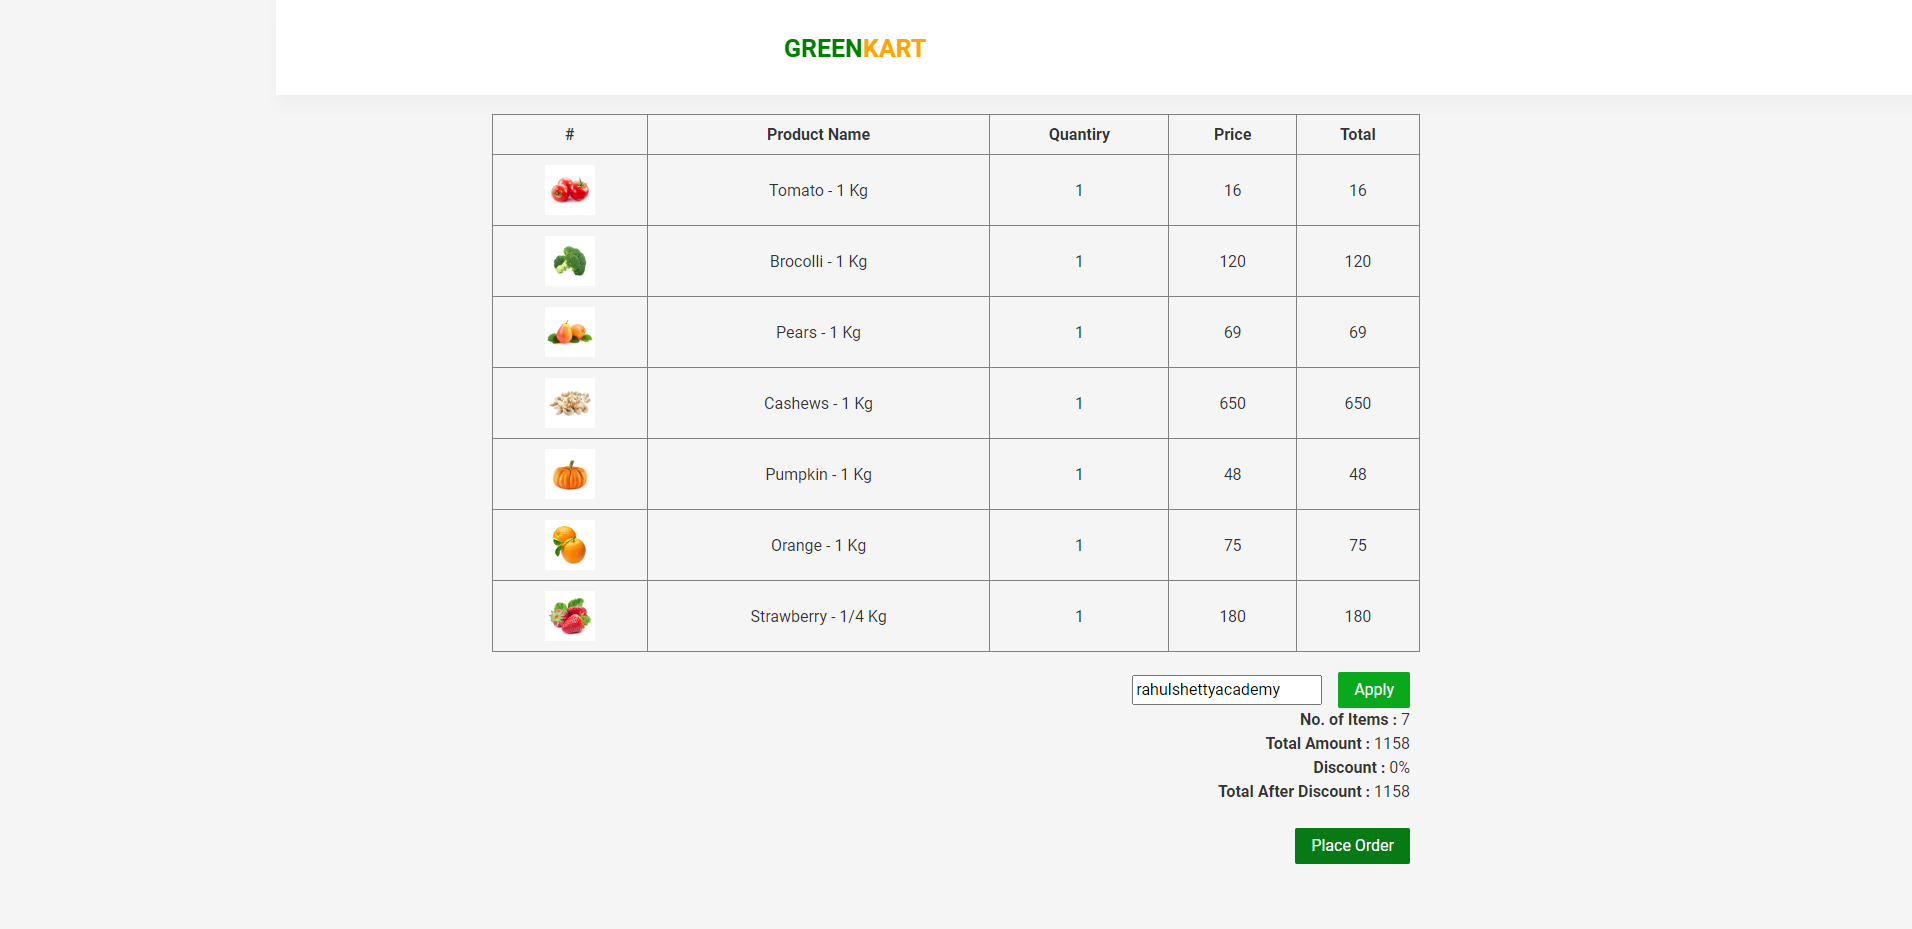 GREENKART
# Product Name Quantiry Price Total
Tomato - 1 Kg 1 16 16
Brocolli - 1 Kg 1 120 120
Pears - 1 Kg 1 69 69
Cashews - 1 Kg 1 650 650
Pumpkin - 1 Kg 1 48 48
Orange - 1 Kg 1 75 75
Strawberry - 1/4 Kg 1 180 180
rahulshettyacademy Apply
No. of Items : 7
Total Amount : 1158
Discount : 0%
Total After Discount : 1158
Place Order